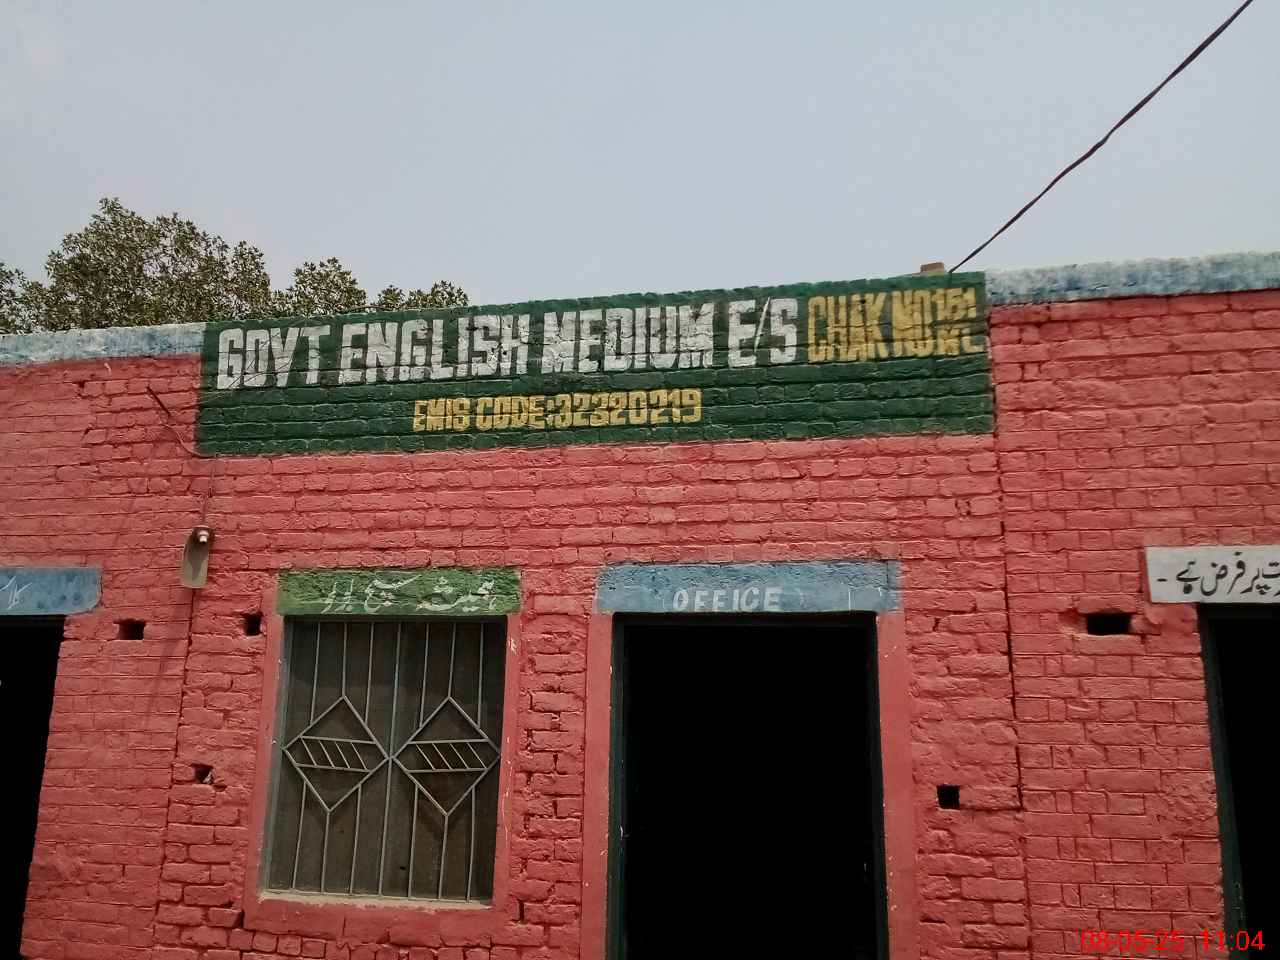 GOVT ENGLISH MEDIUM E/S CHAK NO 151
EMIS CODE:32320219
ہمیشہ سچ بولو
OFFICE
ت پر فرض ہے -
08-05-25 11:04